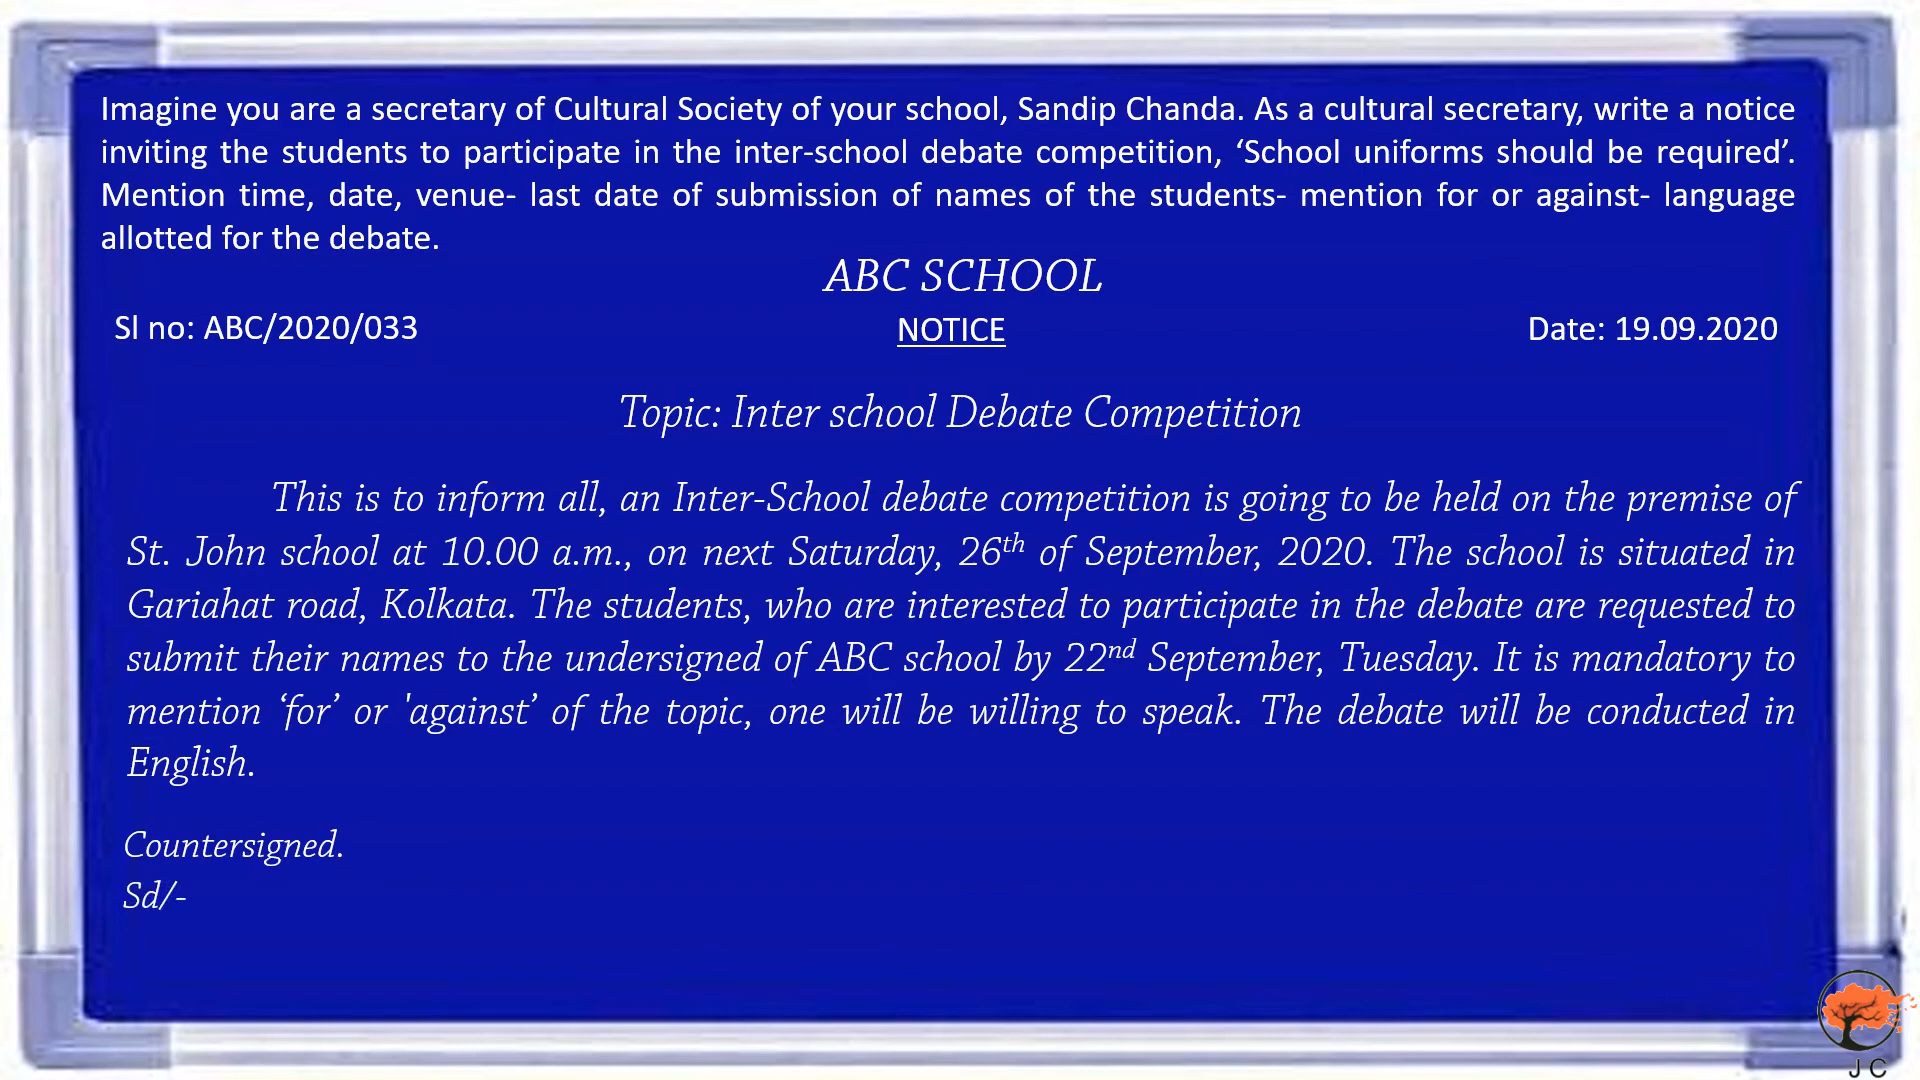 Imagine you are a secretary of Cultural Society of your school, Sandip Chanda. As a cultural secretary, write a notice
inviting the students to participate in the inter-school debate competition, ‘School uniforms should be required’.
Mention time, date, venue- last date of submission of names of the students- mention for or against- language
allotted for the debate.
ABC SCHOOL
Sl no: ABC/2020/033 NOTICE Date: 19.09.2020
Topic: Inter school Debate Competition
This is to inform all, an Inter-School debate competition is going to be held on the premise of
St. John school at 10.00 a.m., on next Saturday, 26th of September, 2020. The school is situated in
Gariahat road, Kolkata. The students, who are interested to participate in the debate are requested to
submit their names to the undersigned of ABC school by 22nd September, Tuesday. It is mandatory to
mention ‘for’ or 'against’ of the topic, one will be willing to speak. The debate will be conducted in
English.
Countersigned.
Sd/-
J C